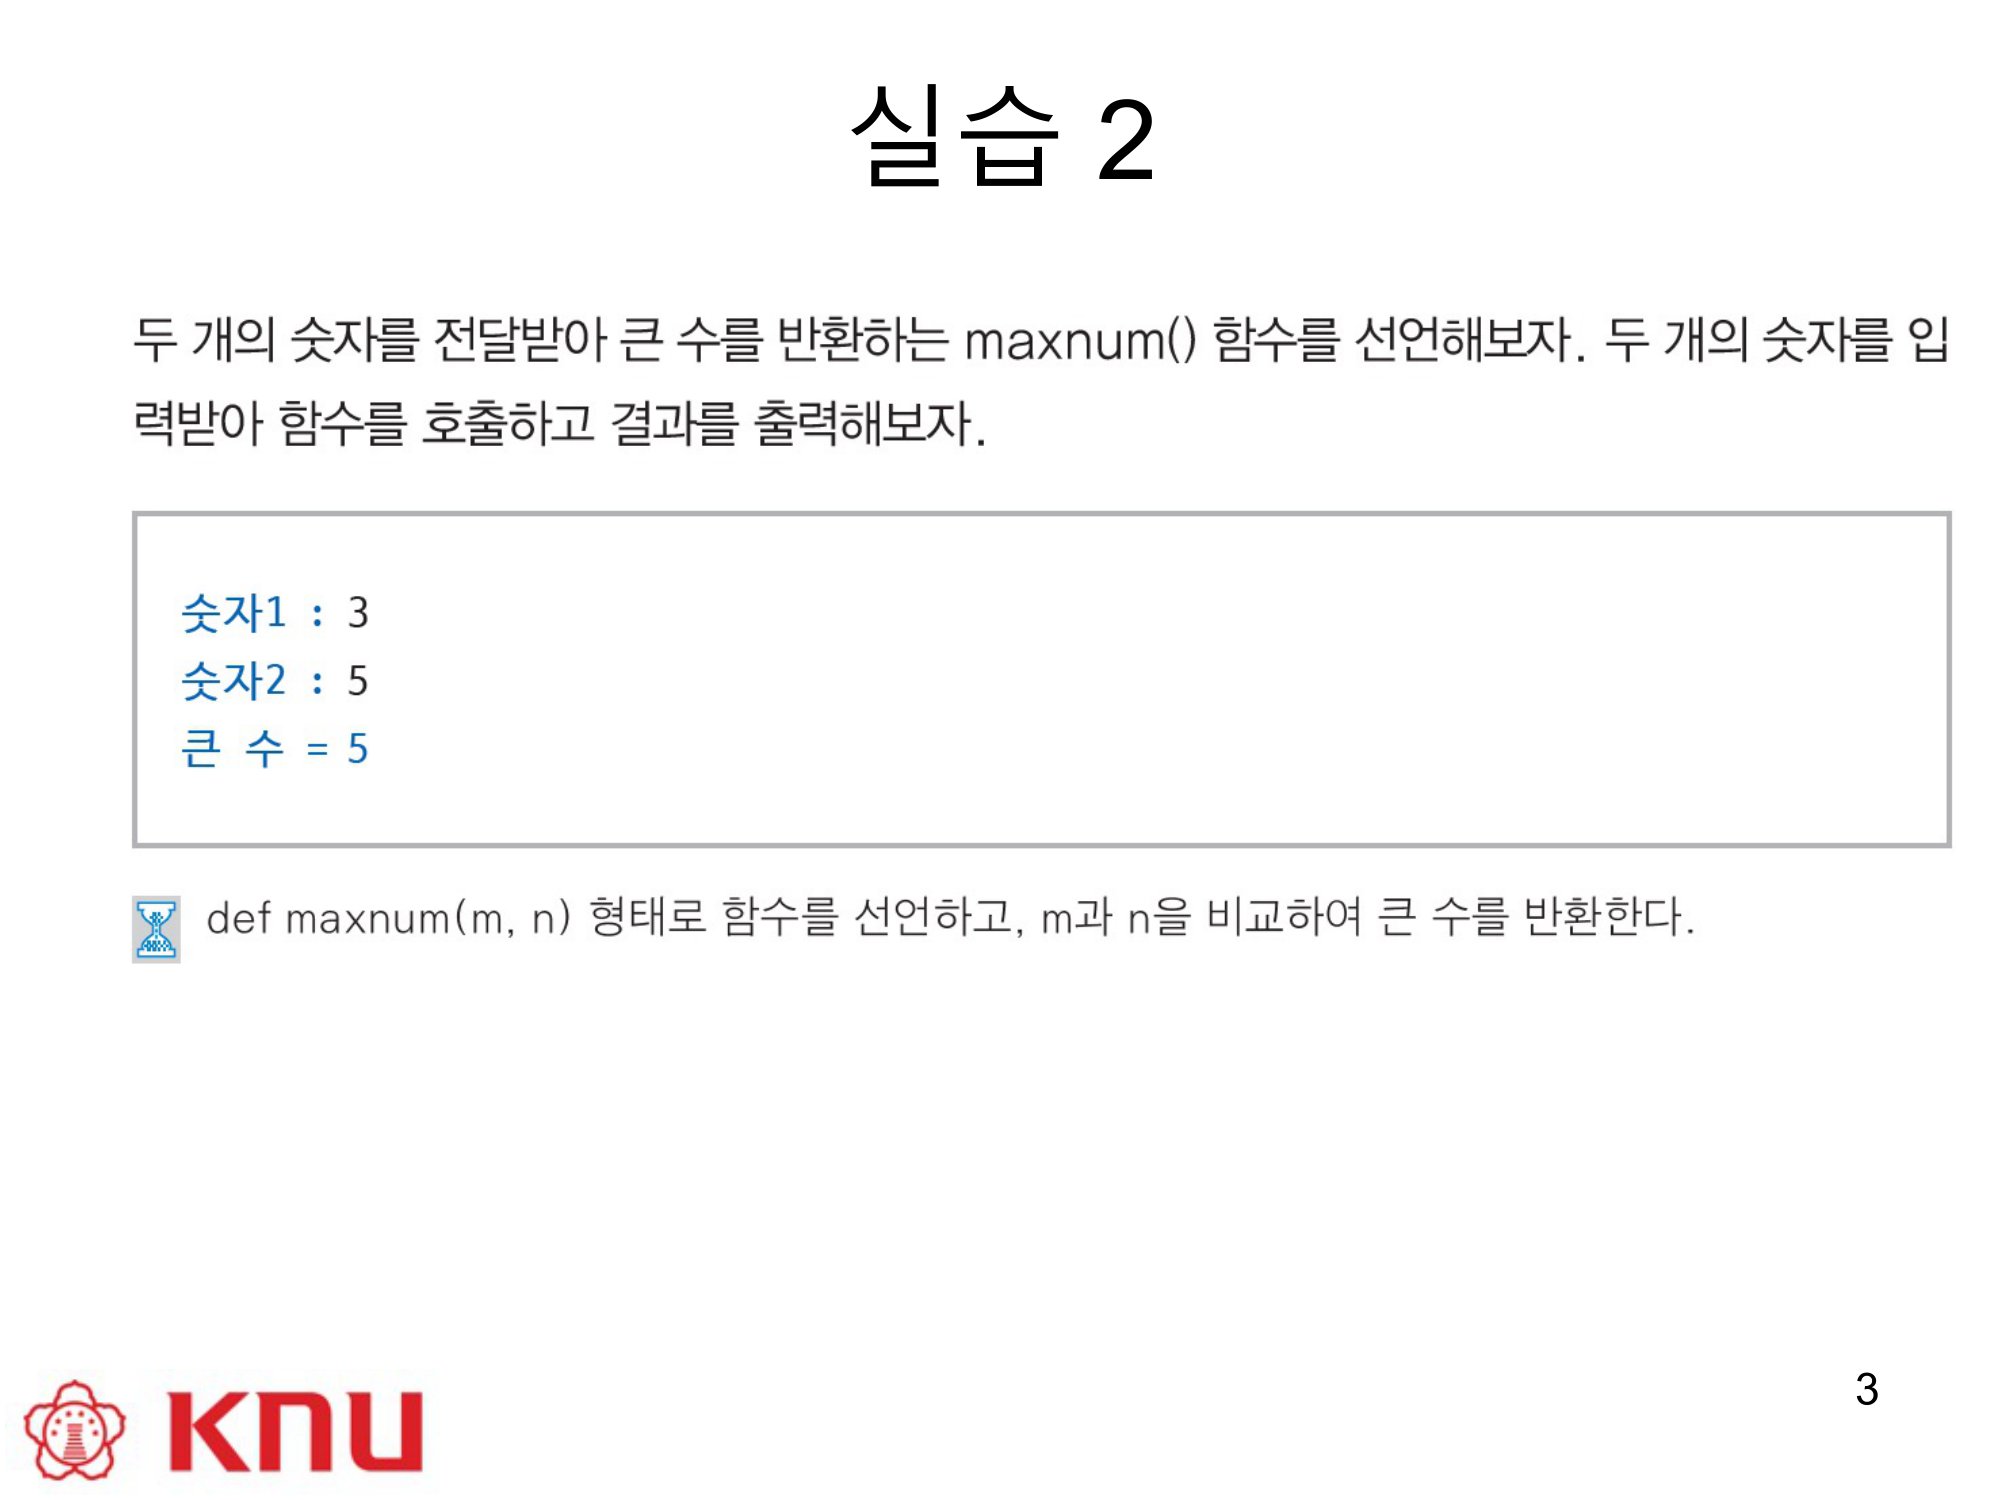 실습 2
두 개의 숫자를 전달받아 큰 수를 반환하는 maxnum() 함수를 선언해보자. 두 개의 숫자를 입
력받아 함수를 호출하고 결과를 출력해보자.
숫자1 : 3
숫자2 : 5
큰 수 = 5
def maxnum(m, n) 형태로 함수를 선언하고, m과 n을 비교하여 큰 수를 반환한다.
KNU
3